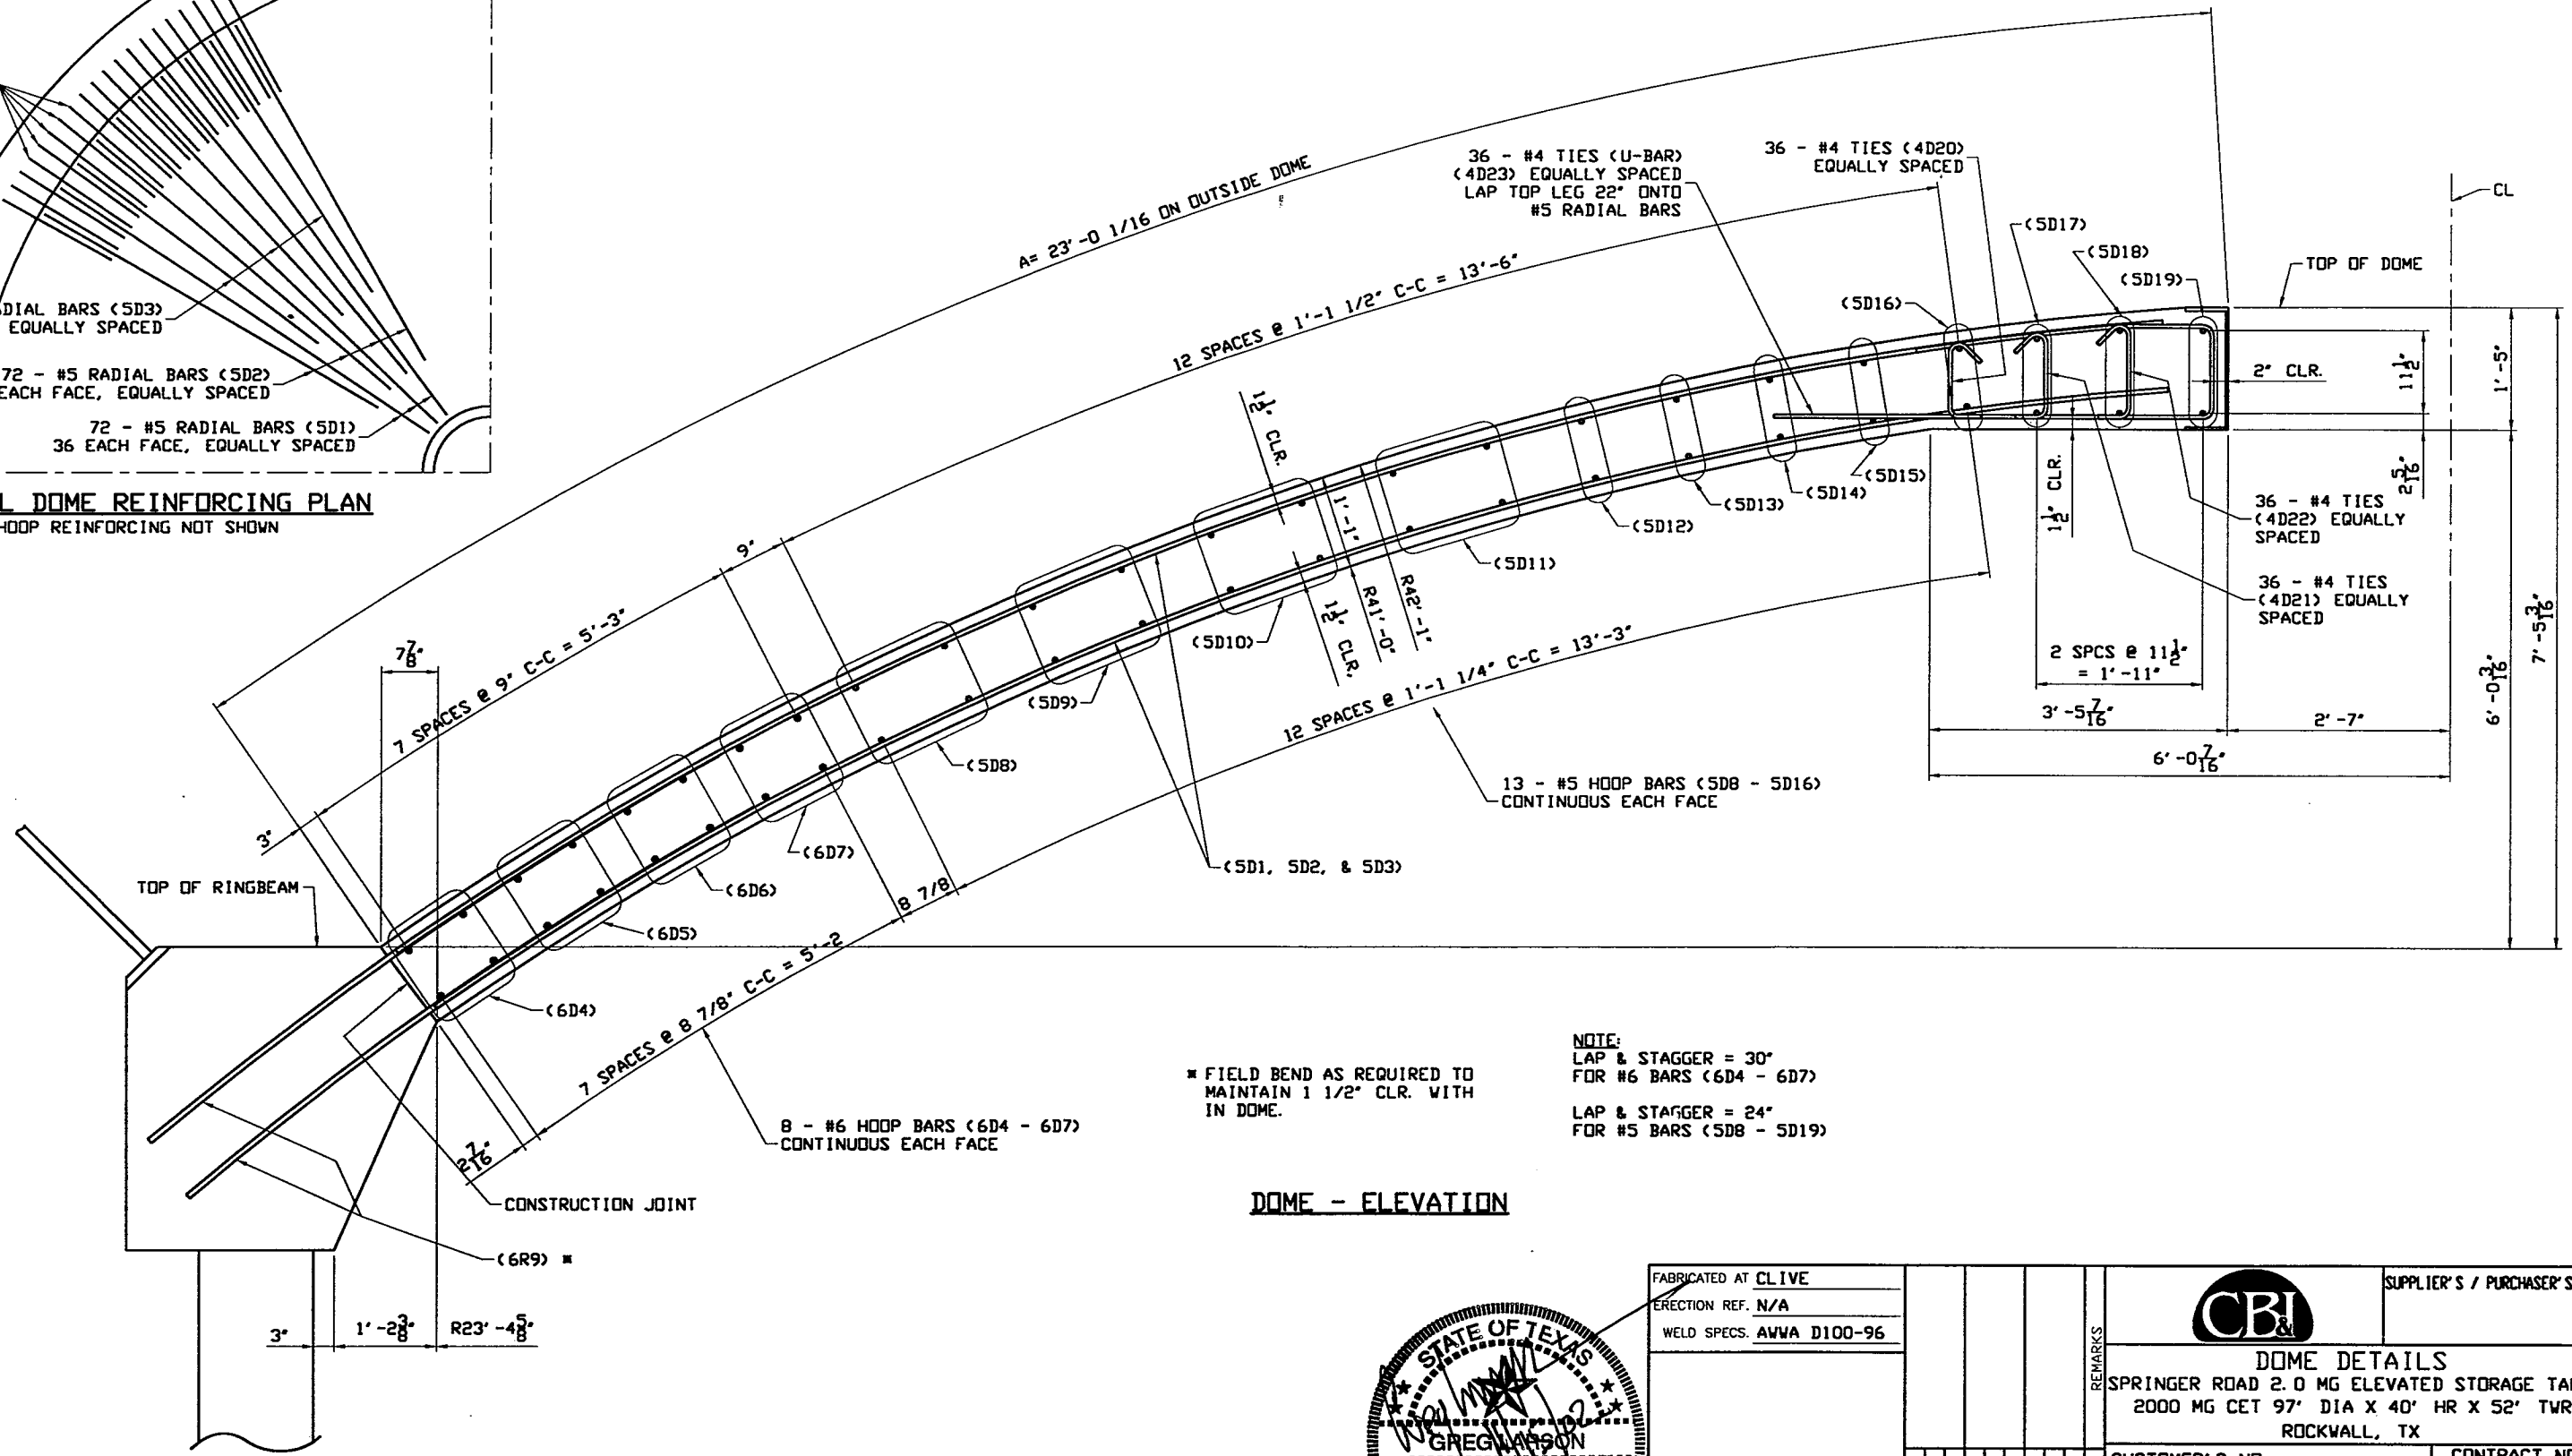 DIAL BARS (5D3)
EQUALLY SPACED
72 - #5 RADIAL BARS (5D2)
EACH FACE, EQUALLY SPACED
72 - #5 RADIAL BARS (5D1)
36 EACH FACE, EQUALLY SPACED
L DOME REINFORCING PLAN
HOOP REINFORCING NOT SHOWN
A= 23'-0 1/16 ON OUTSIDE DOME
12 SPACES @ 1'-1 1/2" C-C = 13'-6"
9"
7 SPACES @ 9" C-C = 5'-3"
7 7/8"
3"
36 - #4 TIES (U-BAR)
(4D23) EQUALLY SPACED
LAP TOP LEG 22" ONTO
#5 RADIAL BARS
36 - #4 TIES (4D20)
EQUALLY SPACED
(5D16)
(5D17)
(5D18)
(5D19)
CL
TOP OF DOME
11 1/2"
1'-5"
2" CLR.
2 5/16"
1 1/2" CLR.
36 - #4 TIES
(4D22) EQUALLY
SPACED
36 - #4 TIES
(4D21) EQUALLY
SPACED
2 SPCS @ 11 1/2"
= 1'-11"
3'-5 7/16"
2'-7"
6'-0 7/16"
6'-0 3/16"
7'-5 3/16"
1 1/2" CLR.
1'-1"
R41'-0"
R42'-1"
1 1/2" CLR.
(5D15)
(5D14)
(5D13)
(5D12)
(5D11)
(5D10)
(5D9)
(5D8)
(6D7)
(6D6)
(6D5)
(6D4)
12 SPACES @ 1'-1 1/4" C-C = 13'-3"
13 - #5 HOOP BARS (5D8 - 5D16)
CONTINUOUS EACH FACE
(5D1, 5D2, & 5D3)
8 7/8
7 SPACES @ 8 7/8" C-C = 5'-2
2 7/16"
TOP OF RINGBEAM
8 - #6 HOOP BARS (6D4 - 6D7)
CONTINUOUS EACH FACE
CONSTRUCTION JOINT
(6R9) *
3"
1'-2 3/8"
R23'-4 5/8"
* FIELD BEND AS REQUIRED TO
MAINTAIN 1 1/2" CLR. WITH
IN DOME.
NOTE:
LAP & STAGGER = 30"
FOR #6 BARS (6D4 - 6D7)
LAP & STAGGER = 24"
FOR #5 BARS (5D8 - 5D19)
DOME - ELEVATION
STATE OF TEXAS
GREG LARSON
FABRICATED AT CLIVE
ERECTION REF. N/A
WELD SPECS. AWWA D100-96
REMARKS
CB&I
SUPPLIER'S / PURCHASER'S
DOME DETAILS
SPRINGER ROAD 2.0 MG ELEVATED STORAGE TA
2000 MG CET 97' DIA X 40' HR X 52' TWR
ROCKWALL, TX
CUSTOMER'S NO
CONTRACT NO